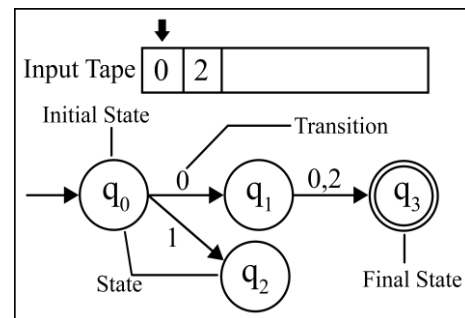 Input Tape 0 2
Initial State
Transition
q0 0 q1 0,2 q3
1
State q2 Final State